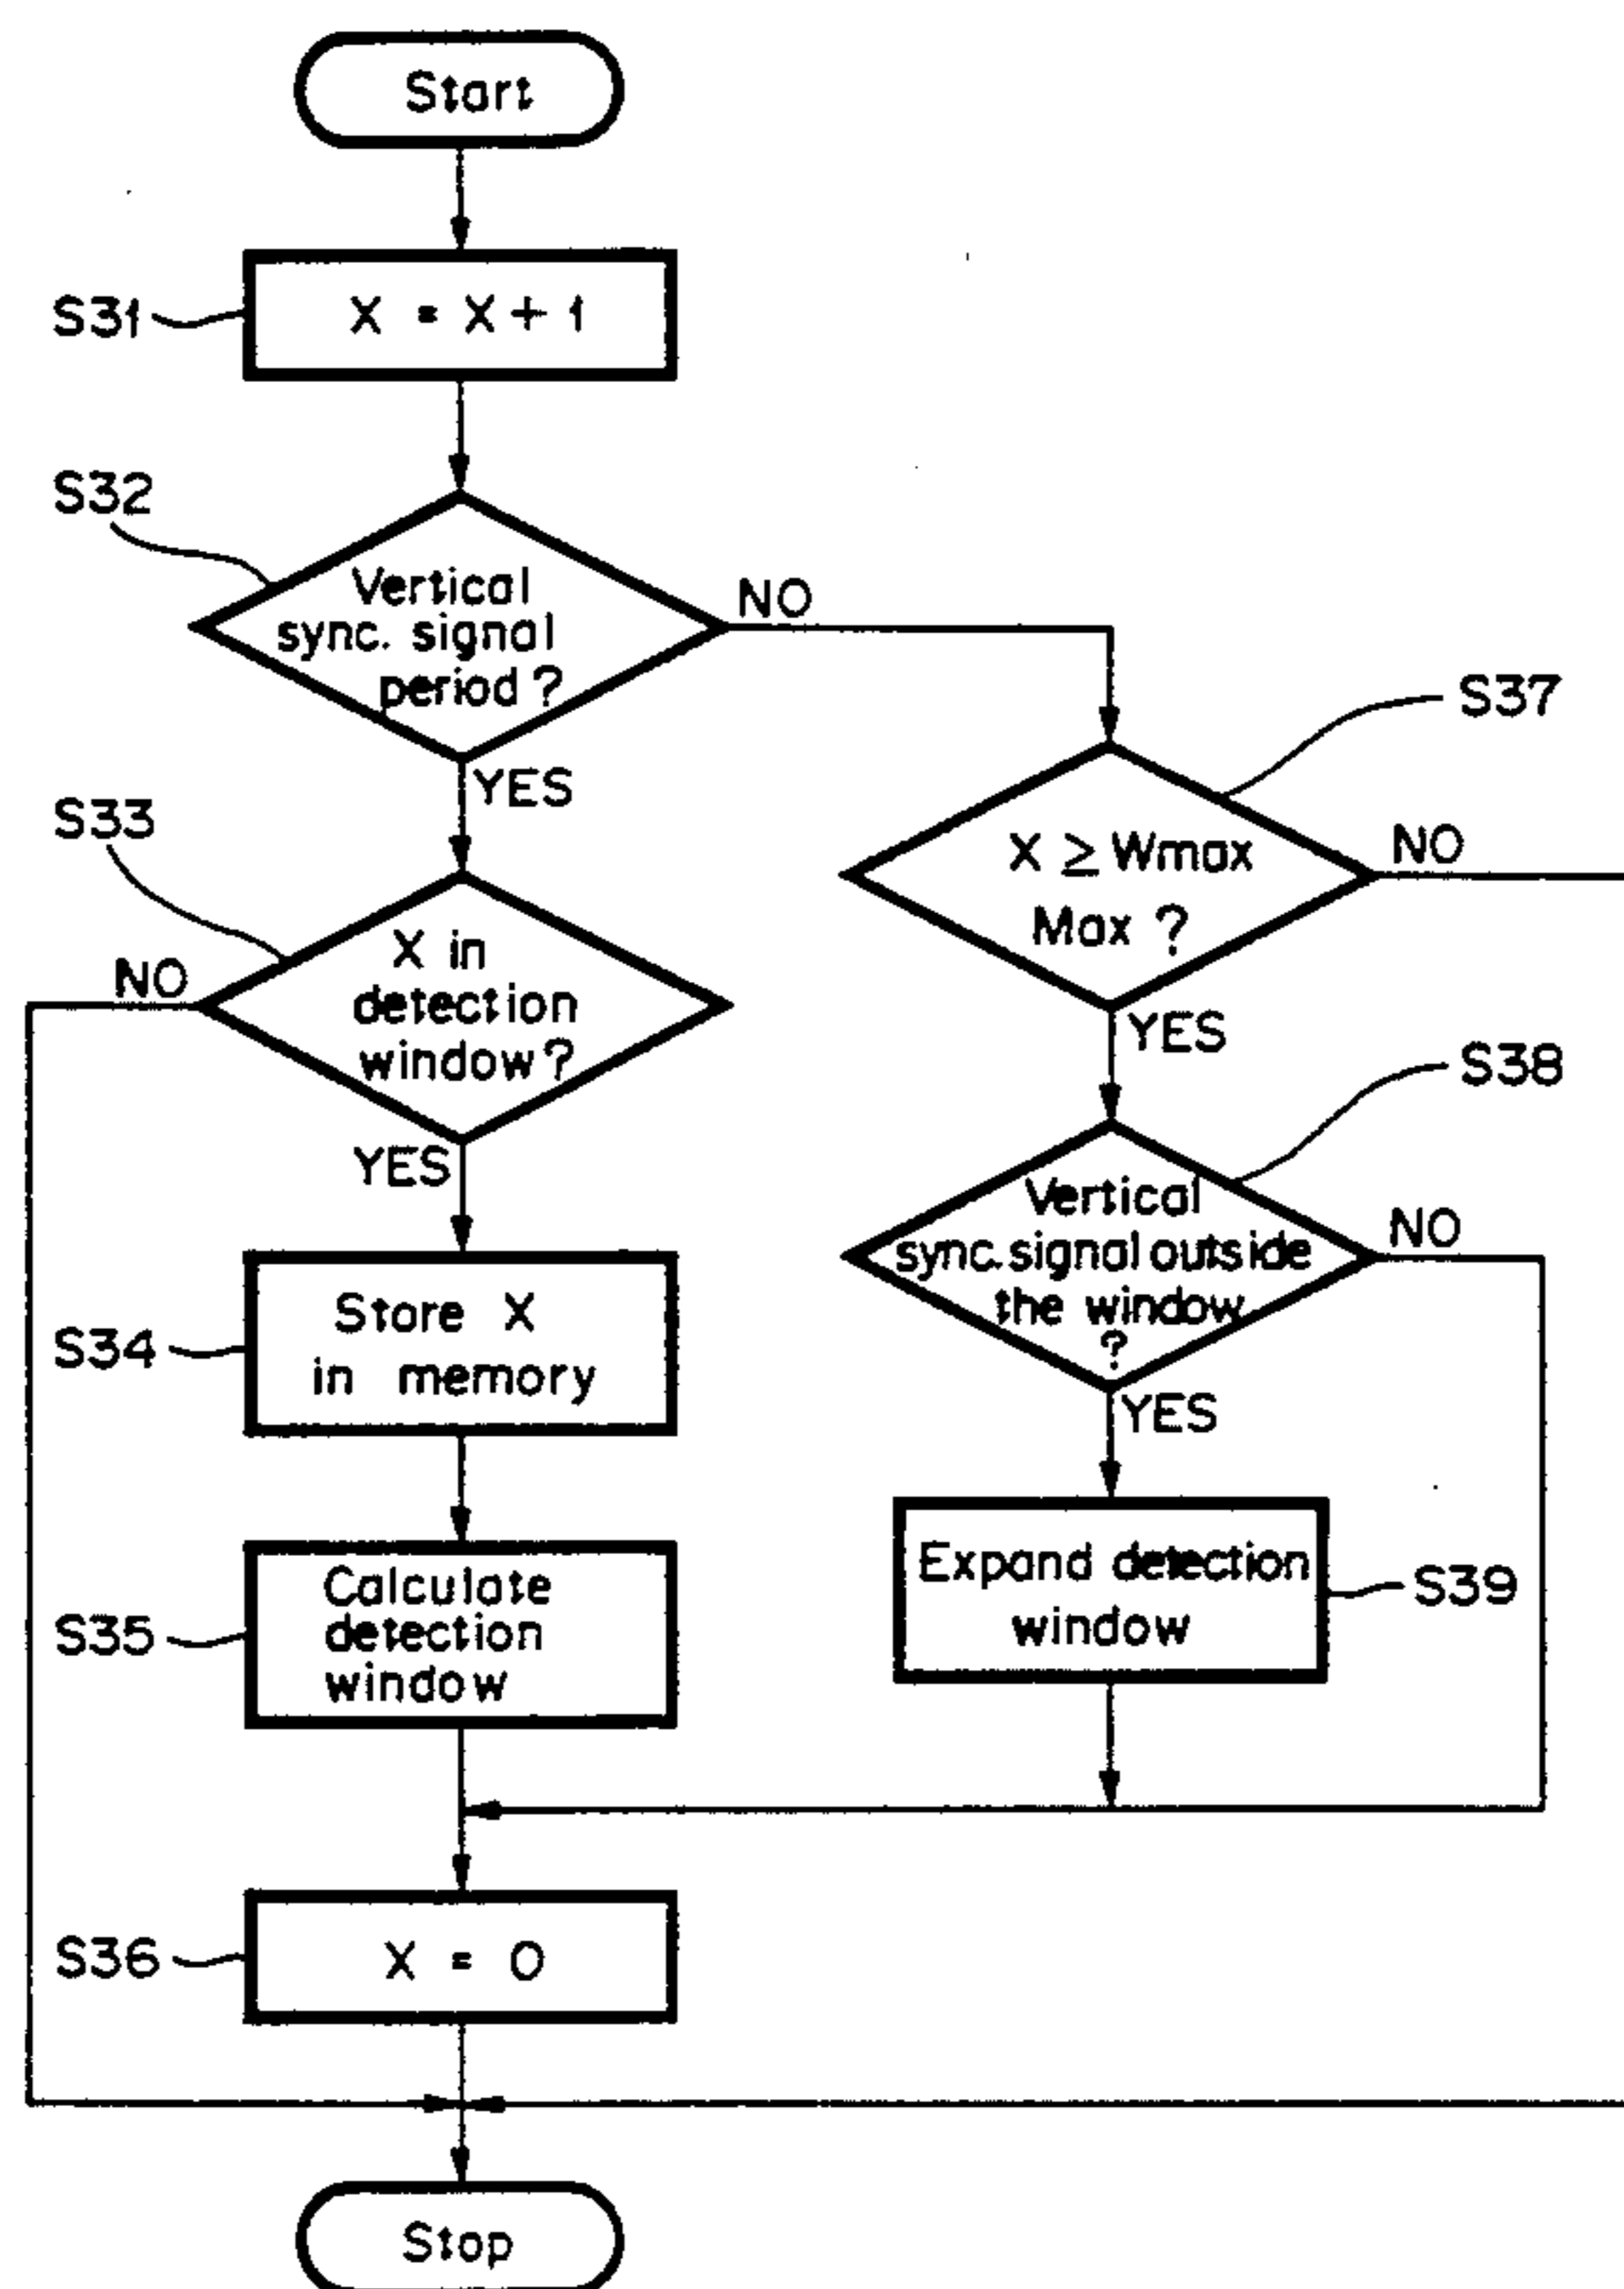 Start
S31
X = X + 1
S32
Vertical
sync. signal
period ?
NO
YES
S37
X ≥ Wmax
Max ?
NO
YES
S33
X in
detection
window?
NO
YES
S38
Vertical
sync. signal outside
the window
?
NO
YES
S34
Store X
in memory
S39
Expand detection
window
S35
Calculate
detection
window
S36
X = 0
Stop